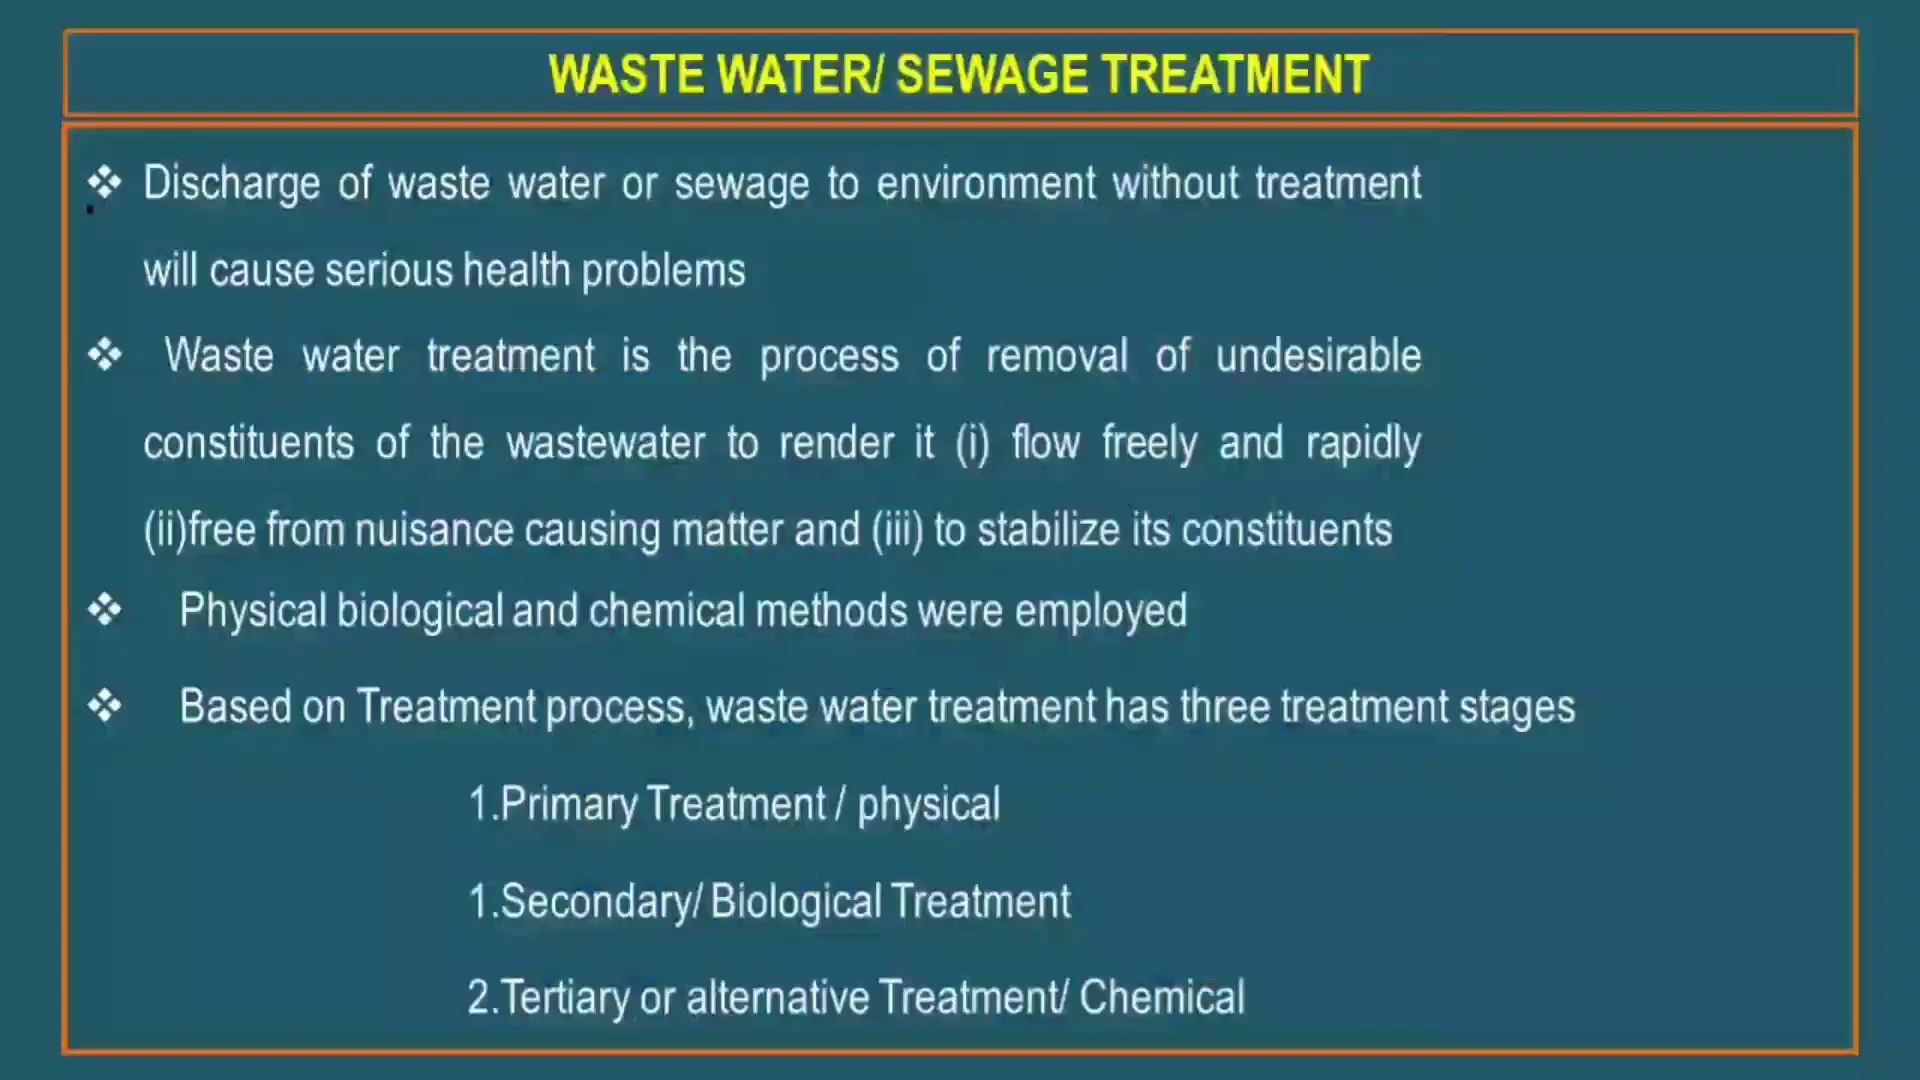 WASTE WATER/ SEWAGE TREATMENT
❖ Discharge of waste water or sewage to environment without treatment
will cause serious health problems
❖ Waste water treatment is the process of removal of undesirable
constituents of the wastewater to render it (i) flow freely and rapidly
(ii)free from nuisance causing matter and (iii) to stabilize its constituents
❖ Physical biological and chemical methods were employed
❖ Based on Treatment process, waste water treatment has three treatment stages
1.Primary Treatment / physical
1.Secondary/ Biological Treatment
2.Tertiary or alternative Treatment/ Chemical